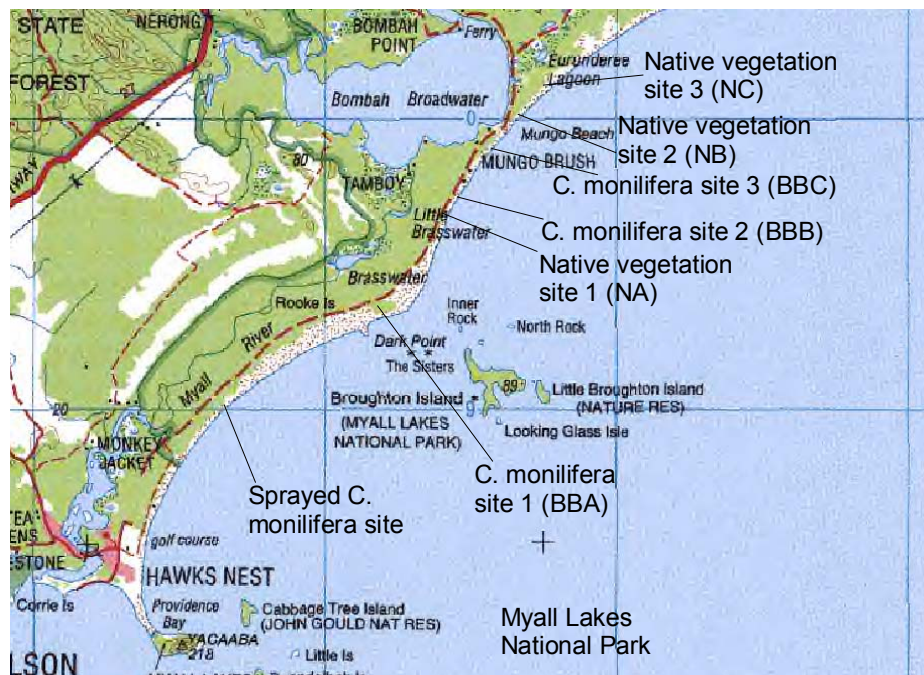 STATE
NERONG
BOMBAH
POINT
Ferry
FOREST
Eurunderee
Lagoon
Native vegetation
site 3 (NC)
Bombah Broadwater
0
Mungo Beach
Native vegetation
site 2 (NB)
MUNGO BRUSH
80
TAMBOY
C. monilifera site 3 (BBC)
Little
Brasswater
C. monilifera site 2 (BBB)
Native vegetation
site 1 (NA)
Brasswater
Rooke Is
Inner
Rock
North Rock
Myall River
Dark Point
The Sisters
89
Little Broughton Island
(NATURE RES)
Broughton Island
9
(MYALL LAKES
NATIONAL PARK)
Looking Glass Isle
20
MONKEY
JACKET
C. monilifera
site 1 (BBA)
Sprayed C.
monilifera site
golf course
HAWKS NEST
Corrie Is
Providence
Bay
Cabbage Tree Island
(JOHN GOULD NAT RES)
Myall Lakes
National Park
YACAABA
218
Little Is